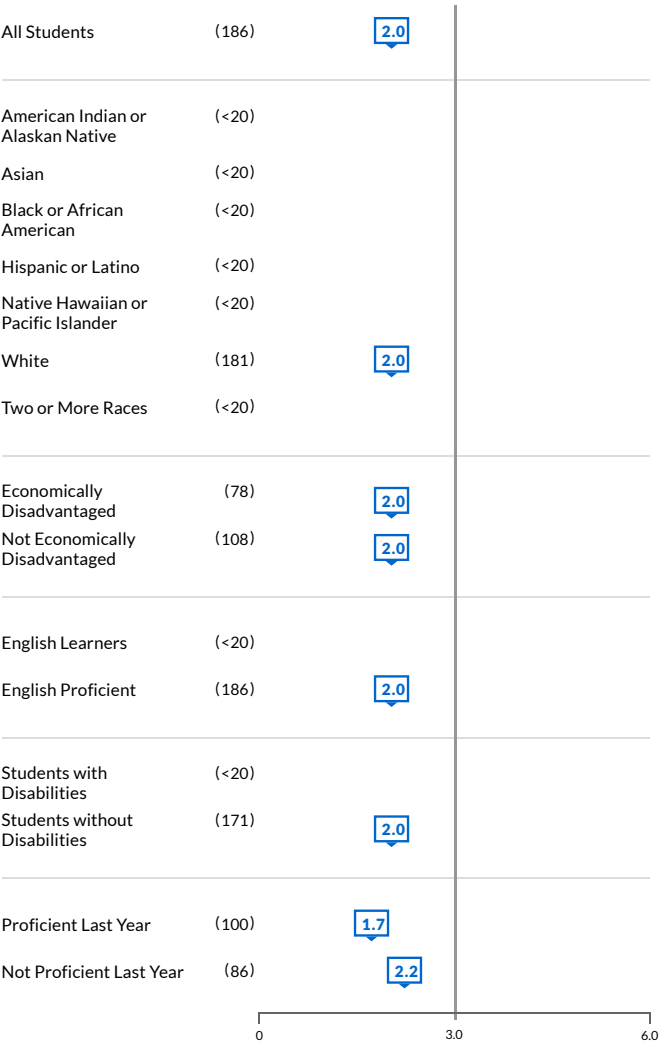 All Students (186) 2.0
American Indian or (<20)
Alaskan Native
Asian (<20)
Black or African (<20)
American
Hispanic or Latino (<20)
Native Hawaiian or (<20)
Pacific Islander
White (181) 2.0
Two or More Races (<20)
Economically (78) 2.0
Disadvantaged
Not Economically (108) 2.0
Disadvantaged
English Learners (<20)
English Proficient (186) 2.0
Students with (<20)
Disabilities
Students without (171) 2.0
Disabilities
Proficient Last Year (100) 1.7
Not Proficient Last Year (86) 2.2
0 3.0 6.0